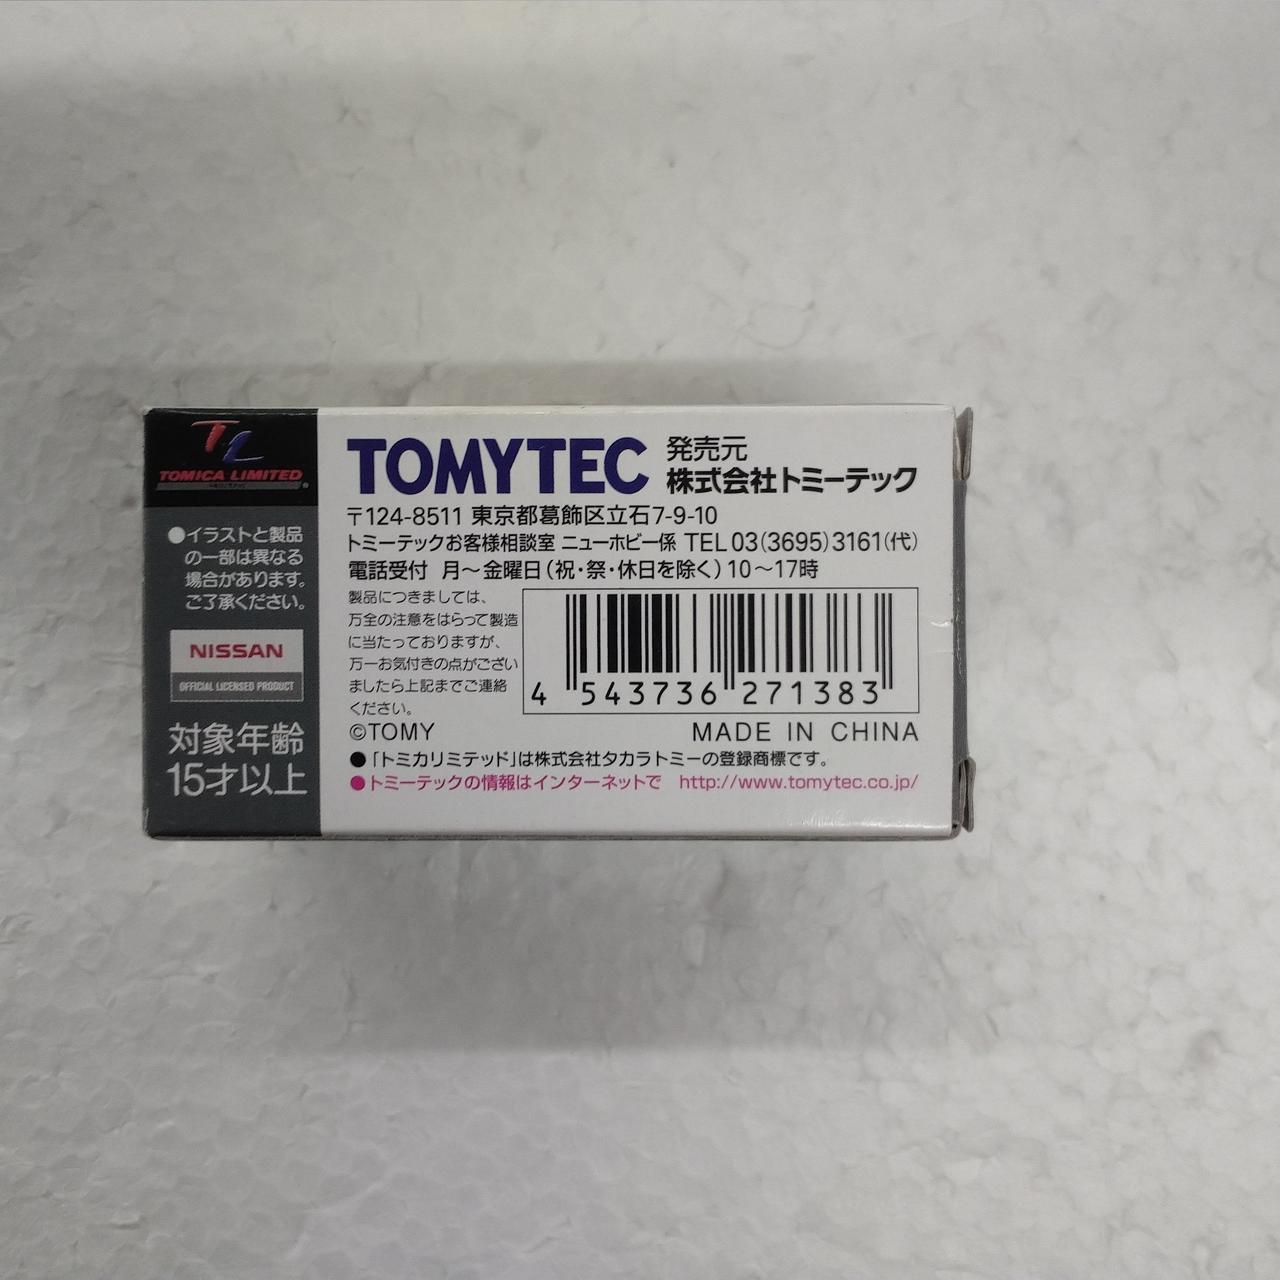 TL
TOMICA LIMITED
●イラストと製品
の一部は異なる
場合があります。
ご了承ください。
NISSAN
OFFICIAL LICENSED PRODUCT
対象年齢
15才以上
TOMYTEC 発売元
株式会社トミーテック
〒124-8511 東京都葛飾区立石7-9-10
トミーテックお客様相談室 ニューホビー係 TEL 03(3695)3161(代)
電話受付 月〜金曜日(祝・祭・休日を除く)10〜17時
製品につきましては、
万全の注意をはらって製造
に当たっておりますが、
万一お気付きの点がござい
ましたら上記までご連絡
ください。
4 543736 271383
©TOMY MADE IN CHINA
●「トミカリミテッド」は株式会社タカラトミーの登録商標です。
●トミーテックの情報はインターネットで http://www.tomytec.co.jp/